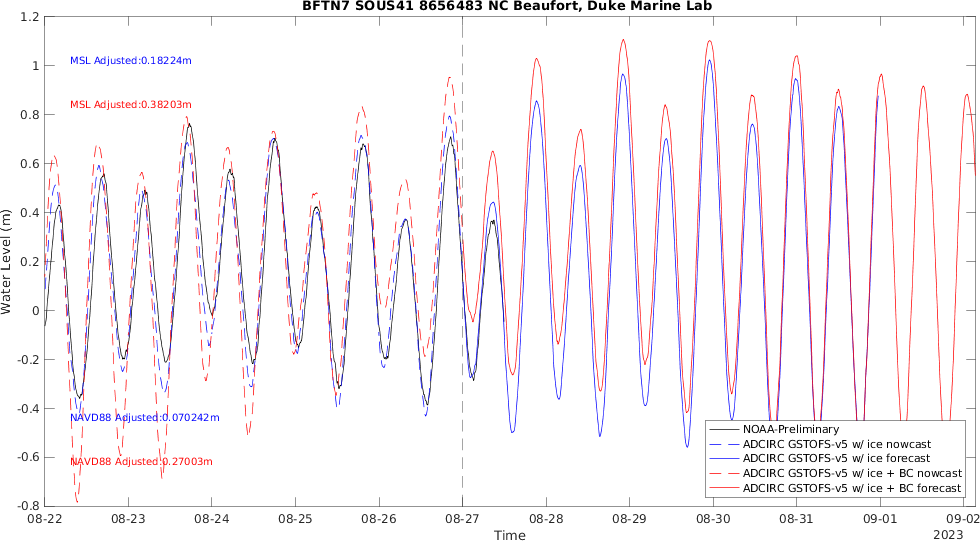 BFTN7 SOUS41 8656483 NC Beaufort, Duke Marine Lab
1.2
1
0.8
0.6
0.4
0.2
0
-0.2
-0.4
-0.6
-0.8
Water Level (m)
MSL Adjusted:0.18224m
MSL Adjusted:0.38203m
NAVD88 Adjusted:0.070242m
NAVD88 Adjusted:0.27003m
NOAA-Preliminary
ADCIRC GSTOFS-v5 w/ ice nowcast
ADCIRC GSTOFS-v5 w/ ice forecast
ADCIRC GSTOFS-v5 w/ ice + BC nowcast
ADCIRC GSTOFS-v5 w/ ice + BC forecast
08-22 08-23 08-24 08-25 08-26 08-27 08-28 08-29 08-30 08-31 09-01 09-02
Time
2023